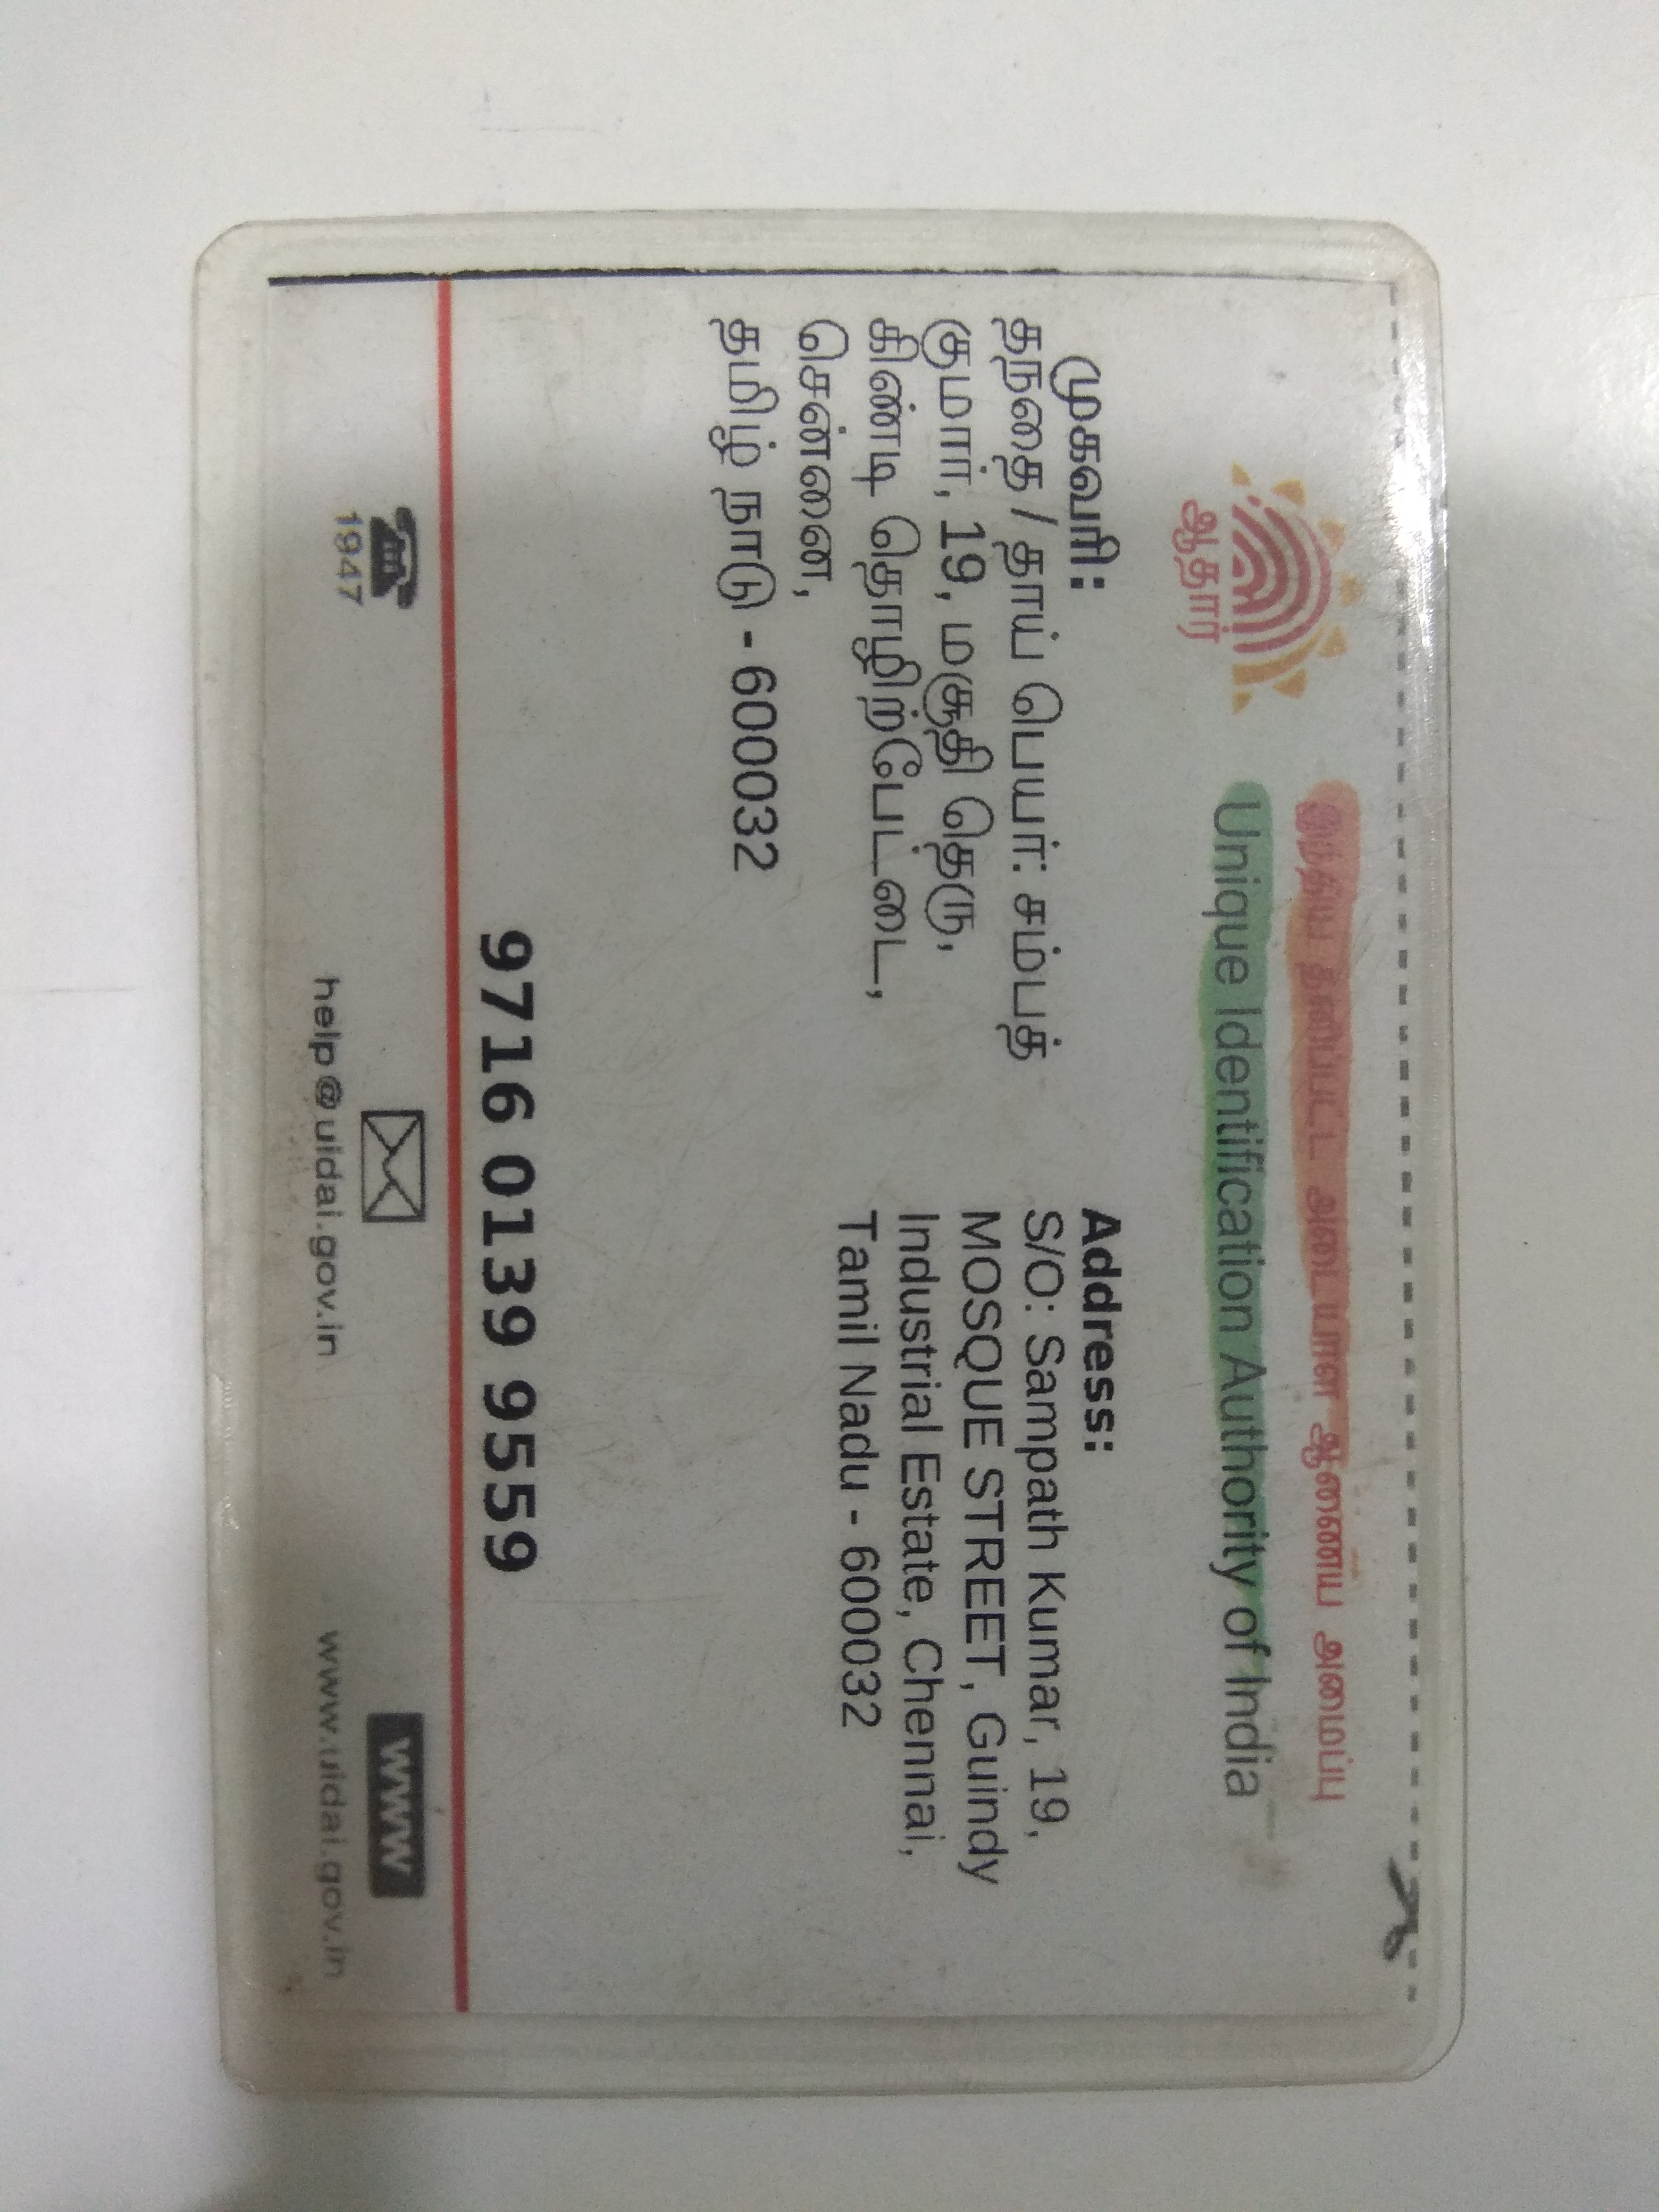 ஆதார்
இந்திய தனிப்பட்ட அடையாள ஆணைய அமைப்பு
Unique Identification Authority of India
முகவரி:
தந்தை / தாய் பெயர்: சம்பத்
குமார், 19, மசூதி தெரு,
கிண்டி தொழிற்பேட்டை,
சென்னை,
தமிழ் நாடு - 600032
Address:
S/O: Sampath Kumar, 19,
MOSQUE STREET, Guindy
Industrial Estate, Chennai,
Tamil Nadu - 600032
9716 0139 9559
1947
help@uidai.gov.in
www
www.uidai.gov.in